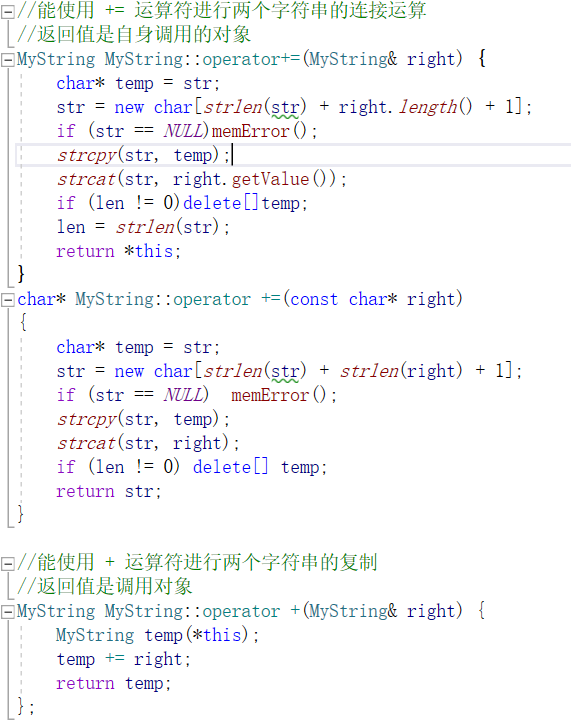 //能使用 += 运算符进行两个字符串的连接运算
//返回值是自身调用的对象
MyString MyString::operator+=(MyString& right) {
char* temp = str;
str = new char[strlen(str) + right.length() + 1];
if (str == NULL)memError();
strcpy(str, temp);
strcat(str, right.getValue());
if (len != 0)delete[]temp;
len = strlen(str);
return *this;
}
char* MyString::operator +=(const char* right)
{
char* temp = str;
str = new char[strlen(str) + strlen(right) + 1];
if (str == NULL)  memError();
strcpy(str, temp);
strcat(str, right);
if (len != 0) delete[] temp;
return str;
}
//能使用 + 运算符进行两个字符串的复制
//返回值是调用对象
MyString MyString::operator +(MyString& right) {
MyString temp(*this);
temp += right;
return temp;
};